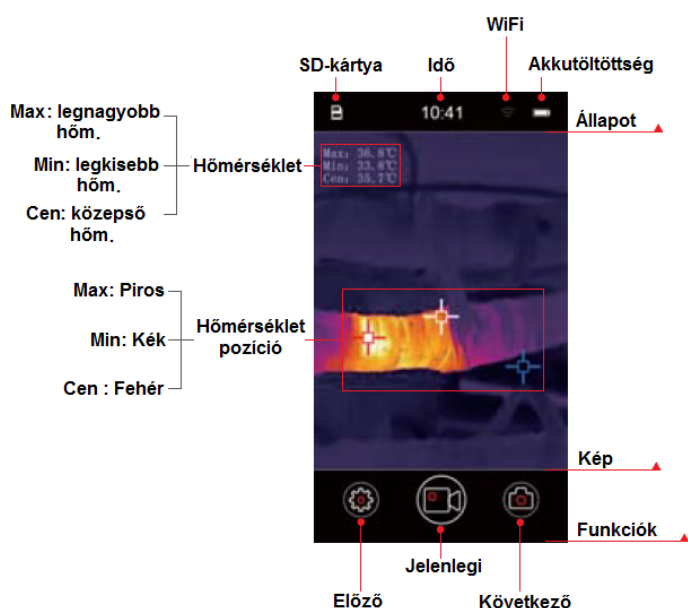 WiFi
SD-kártya
Idő
Akkutöltöttség
10:41
Állapot
Max: legnagyobb
hőm.
Min: legkisebb
hőm.
Cen: középső
hőm.
Hőmérséklet
Max: 36.8℃
Min: 33.8℃
Cen: 35.7℃
Max: Piros
Min: Kék
Cen : Fehér
Hőmérséklet
pozíció
Kép
Funkciók
Jelenlegi
Előző
Következő